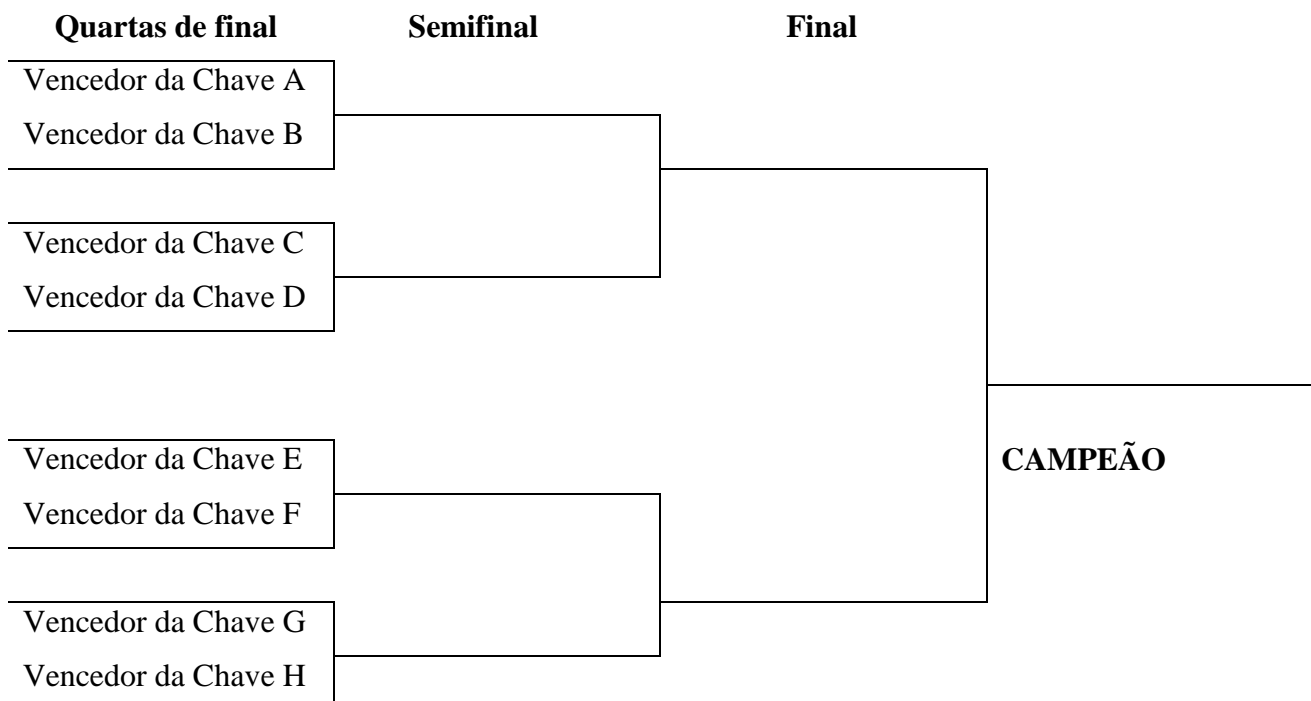 Quartas de final Semifinal Final
Vencedor da Chave A
Vencedor da Chave B
Vencedor da Chave C
Vencedor da Chave D
Vencedor da Chave E
CAMPEÃO
Vencedor da Chave F
Vencedor da Chave G
Vencedor da Chave H